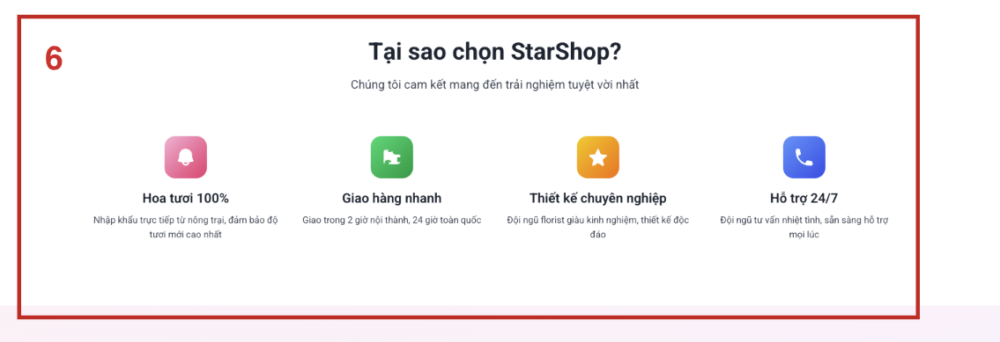 6
Tại sao chọn StarShop?
Chúng tôi cam kết mang đến trải nghiệm tuyệt vời nhất
Hoa tươi 100%
Nhập khẩu trực tiếp từ nông trại, đảm bảo độ
tươi mới cao nhất
Giao hàng nhanh
Giao trong 2 giờ nội thành, 24 giờ toàn quốc
Thiết kế chuyên nghiệp
Đội ngũ florist giàu kinh nghiệm, thiết kế độc
đáo
Hỗ trợ 24/7
Đội ngũ tư vấn nhiệt tình, sẵn sàng hỗ trợ
mọi lúc